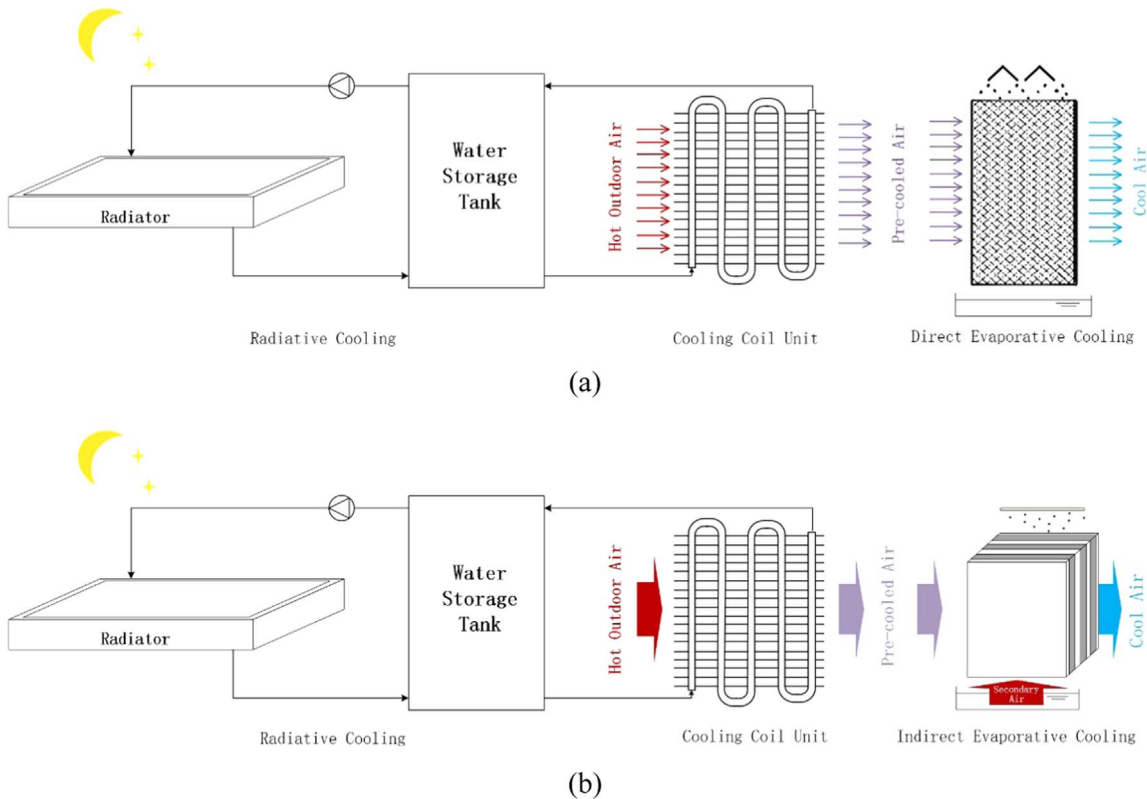 Radiator
Water
Storage
Tank
Hot Outdoor Air
Pre-cooled Air
Cool Air
Radiative Cooling
Cooling Coil Unit
Direct Evaporative Cooling
(a)
Radiator
Water
Storage
Tank
Hot Outdoor Air
Pre-cooled Air
Cool Air
Secondary
Air
Radiative Cooling
Cooling Coil Unit
Indirect Evaporative Cooling
(b)